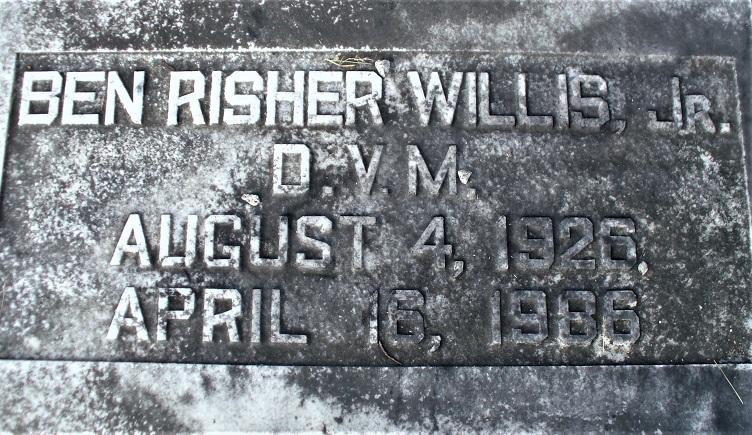 BEN RISHER WILLIS, JR.
D.V.M.
AUGUST 4, 1926,
APRIL 16, 1986